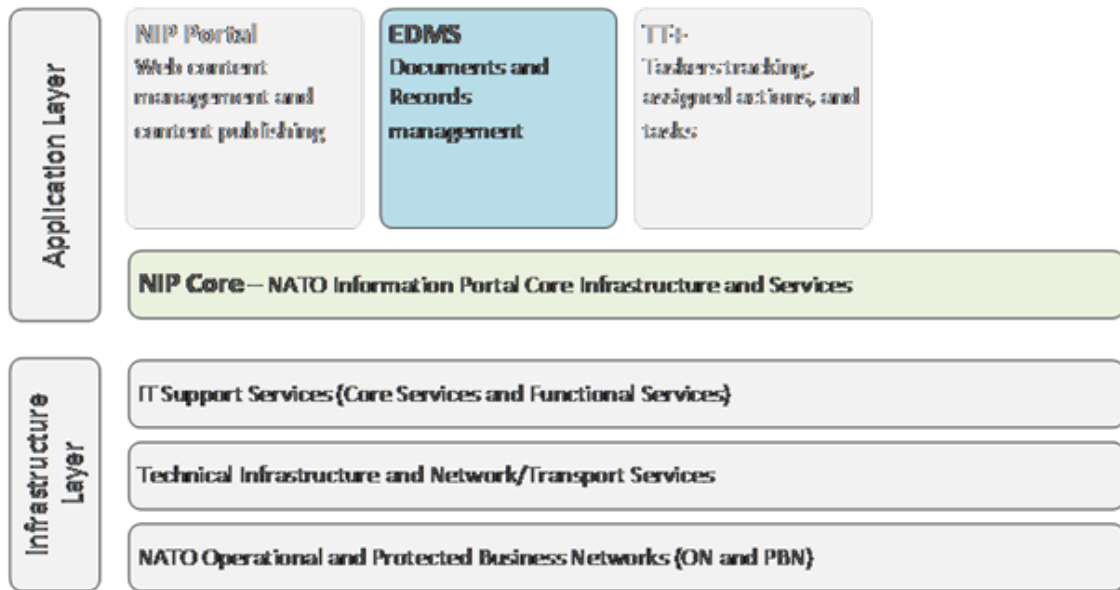 Application Layer
NIP Portal
Web content
management and
content publishing
EDMS
Documents and
Records
management
TT+
Taskers tracking,
assigned actions, and
tasks
NIP Core – NATO Information Portal Core Infrastructure and Services
Infrastructure
Layer
IT Support Services (Core Services and Functional Services)
Technical Infrastructure and Network/Transport Services
NATO Operational and Protected Business Networks (ON and PBN)